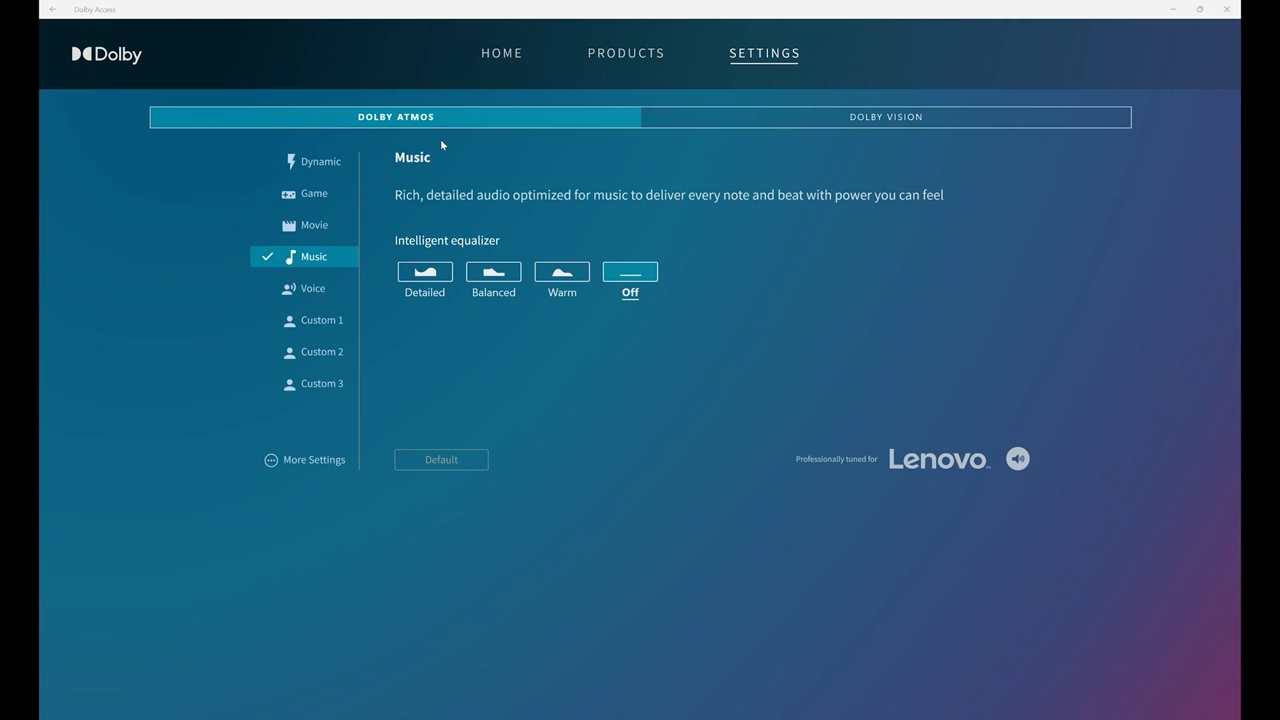 Dolby Access
Dolby
HOME
PRODUCTS
SETTINGS
DOLBY ATMOS
DOLBY VISION
Dynamic
Game
Movie
Music
Voice
Custom 1
Custom 2
Custom 3
More Settings
Music
Rich, detailed audio optimized for music to deliver every note and beat with power you can feel
Intelligent equalizer
Detailed
Balanced
Warm
Off
Default
Professionally tuned for
Lenovo™